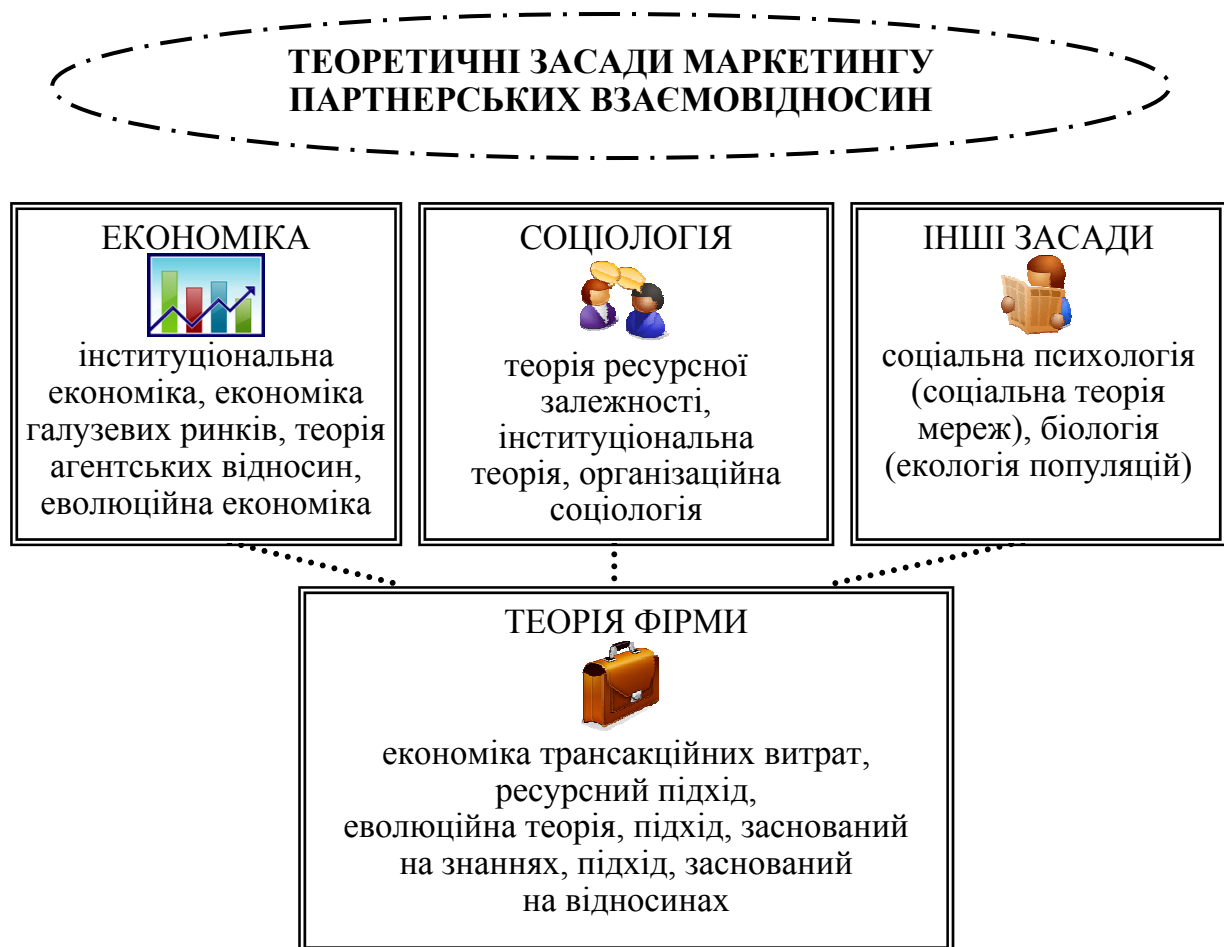 ТЕОРЕТИЧНІ ЗАСАДИ МАРКЕТИНГУ
ПАРТНЕРСЬКИХ ВЗАЄМОВІДНОСИН
ЕКОНОМІКА
інституціональна
економіка, економіка
галузевих ринків, теорія
агентських відносин,
еволюційна економіка
СОЦІОЛОГІЯ
теорія ресурсної
залежності,
інституціональна
теорія, організаційна
соціологія
ІНШІ ЗАСАДИ
соціальна психологія
(соціальна теорія
мереж), біологія
(екологія популяцій)
ТЕОРІЯ ФІРМИ
економіка трансакційних витрат,
ресурсний підхід,
еволюційна теорія, підхід, заснований
на знаннях, підхід, заснований
на відносинах